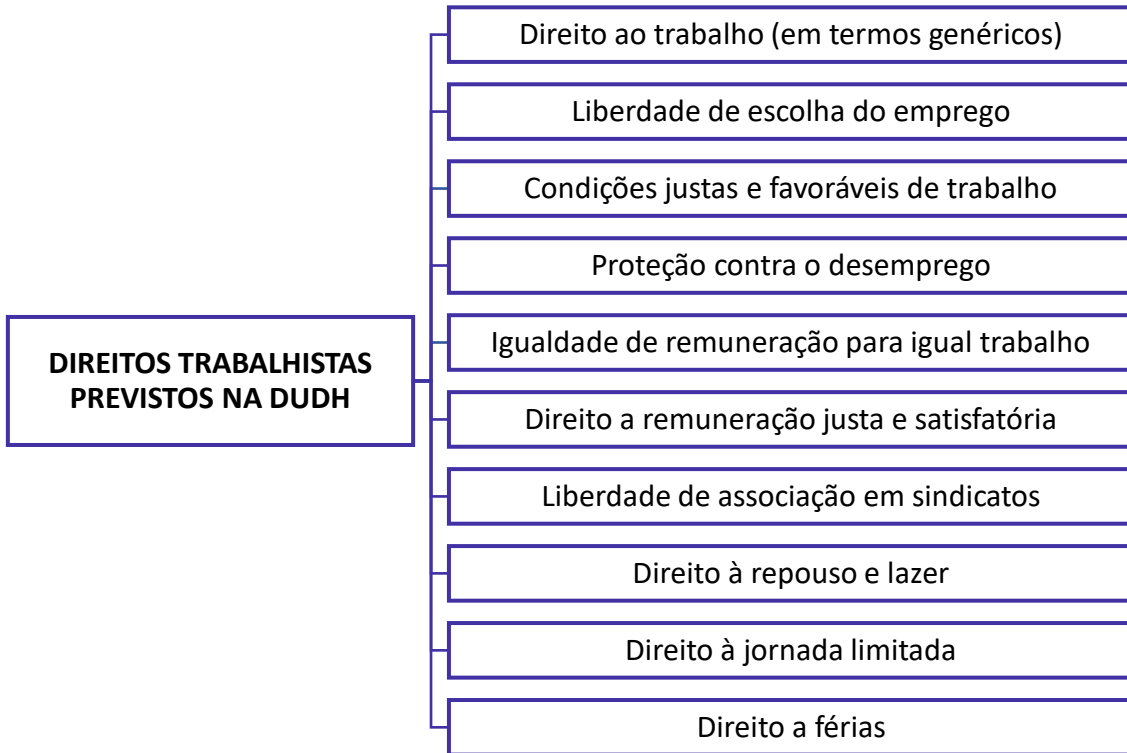 Direito ao trabalho (em termos genéricos)
Liberdade de escolha do emprego
Condições justas e favoráveis de trabalho
Proteção contra o desemprego
DIREITOS TRABALHISTAS
PREVISTOS NA DUDH
Igualdade de remuneração para igual trabalho
Direito a remuneração justa e satisfatória
Liberdade de associação em sindicatos
Direito à repouso e lazer
Direito à jornada limitada
Direito a férias